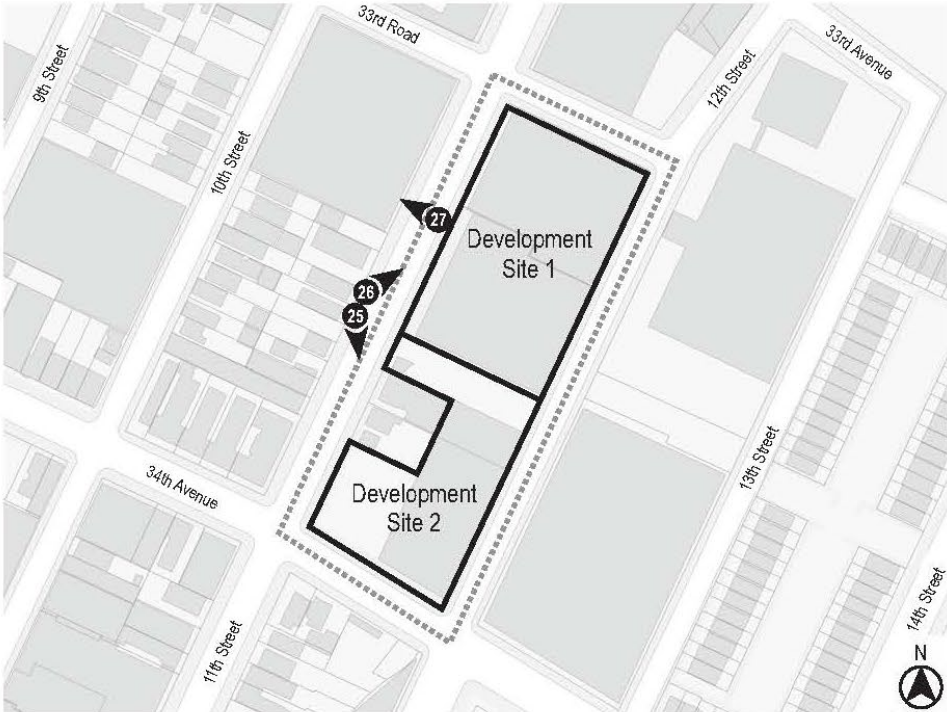 33rd Road
33rd Avenue
12th Street
9th Street
10th Street
27
Development
Site 1
26
25
13th Street
34th Avenue
Development
Site 2
14th Street
11th Street
N